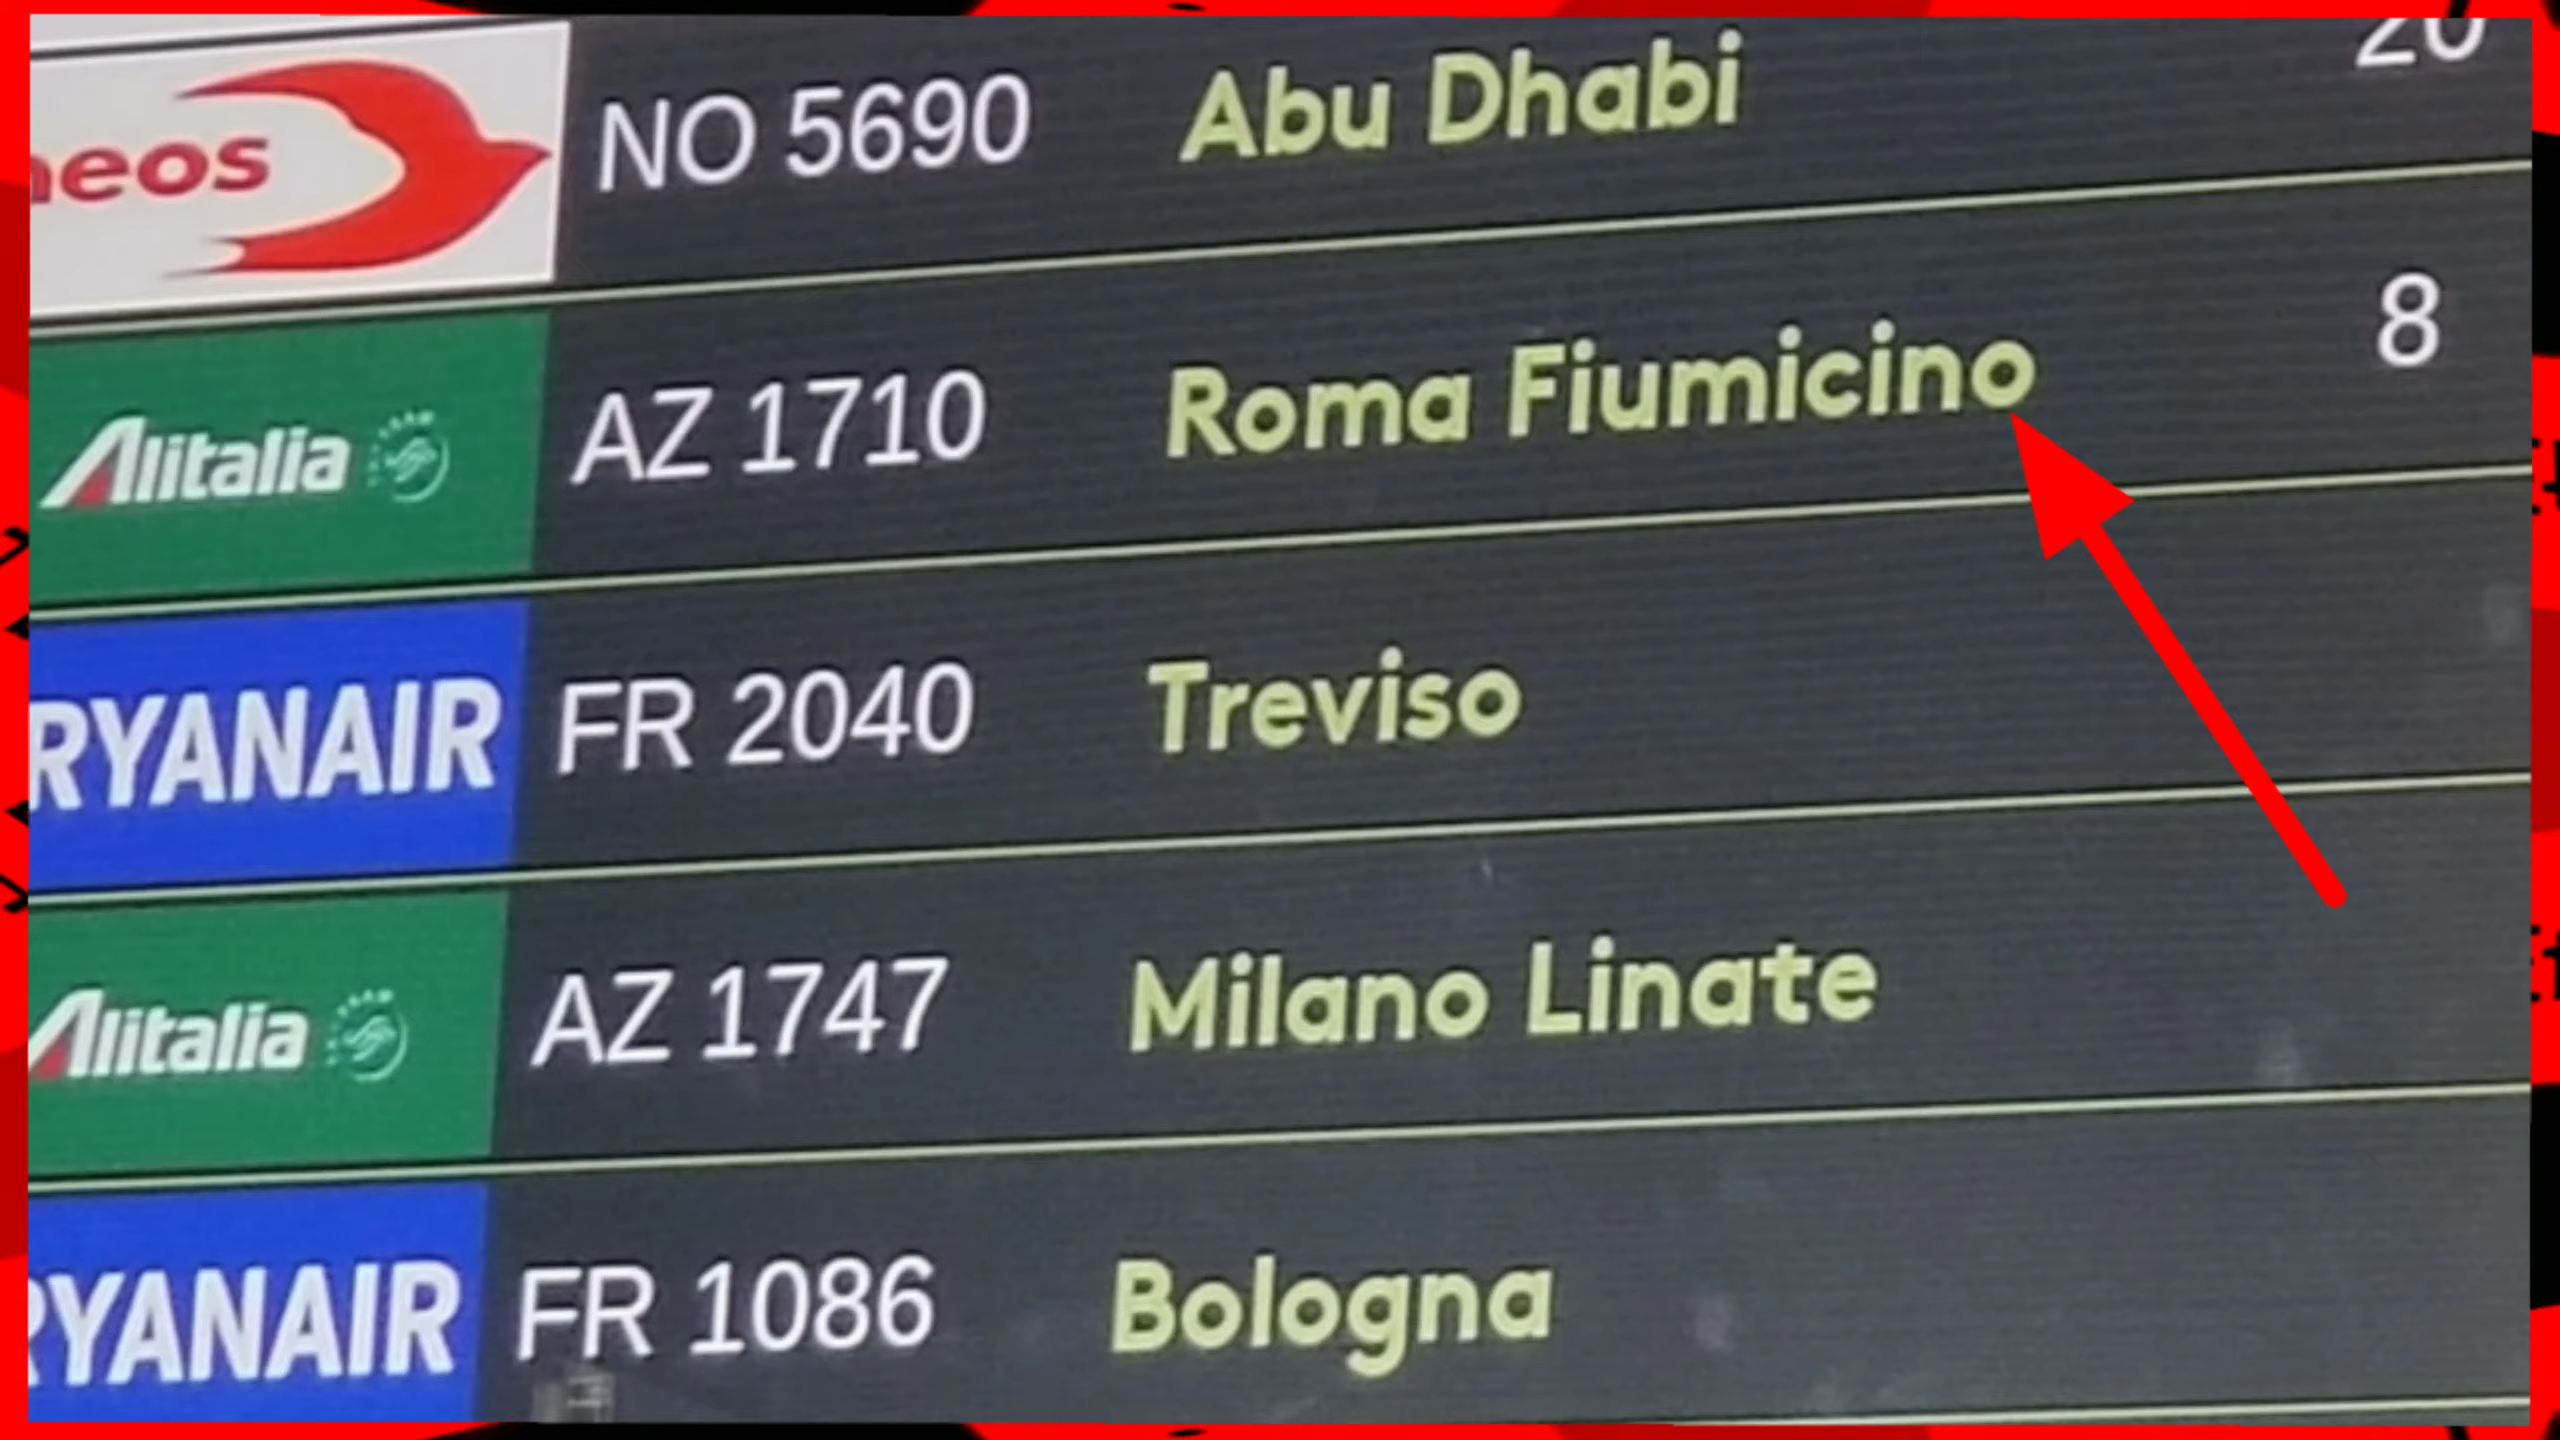 neos NO 5690 Abu Dhabi 20
Alitalia AZ 1710 Roma Fiumicino 8
RYANAIR FR 2040 Treviso
Alitalia AZ 1747 Milano Linate
RYANAIR FR 1086 Bologna